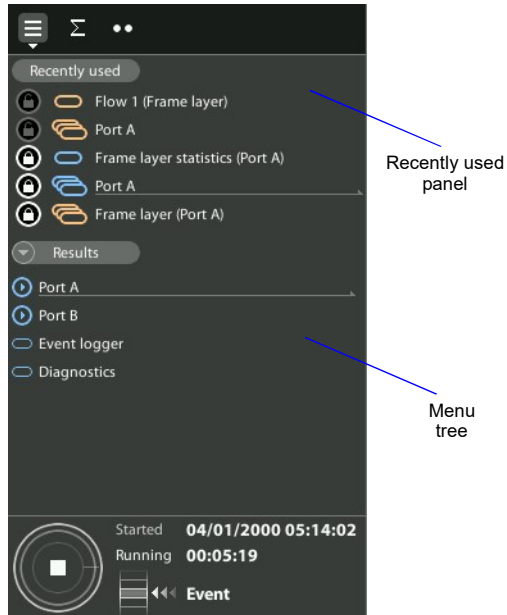 Σ
Recently used
Flow 1 (Frame layer)
Port A
Frame layer statistics (Port A)
Port A
Frame layer (Port A)
Recently used
panel
Results
Port A
Port B
Event logger
Diagnostics
Menu
tree
Started 04/01/2000 05:14:02
Running 00:05:19
Event